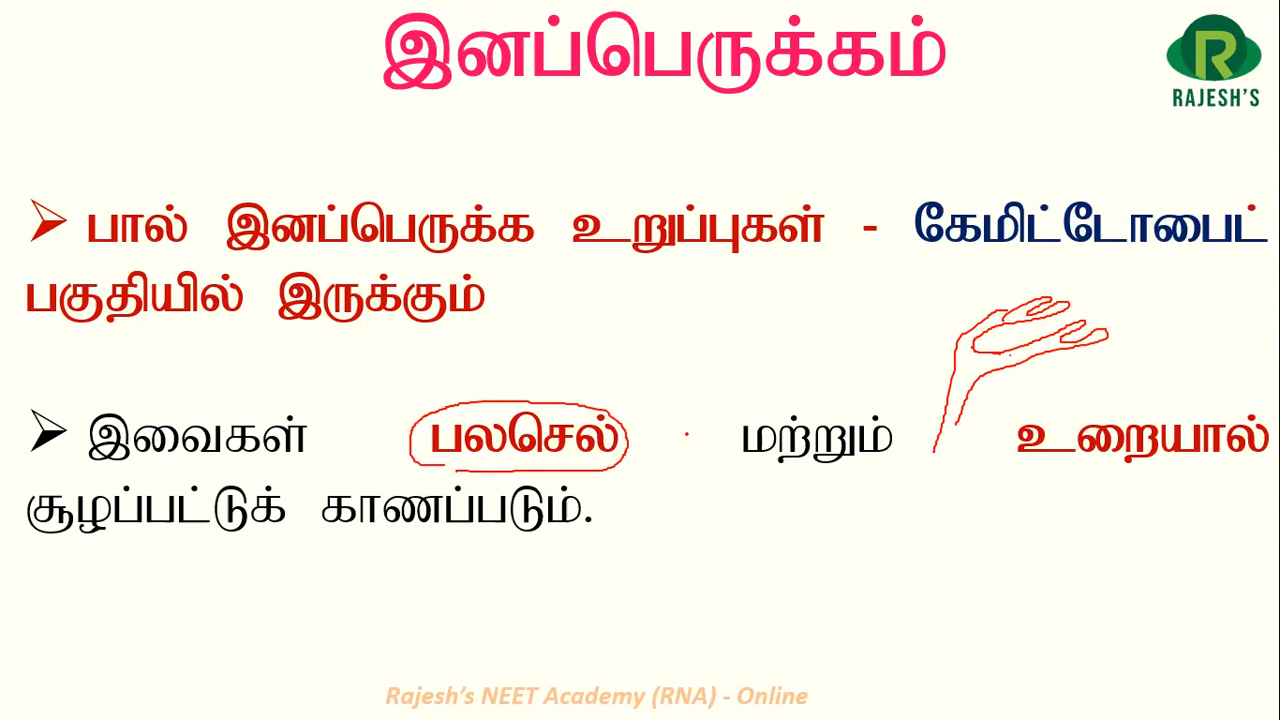 இனப்பெருக்கம்
R
RAJESH'S
➢ பால் இனப்பெருக்க உறுப்புகள் - கேமிட்டோபைட்
பகுதியில் இருக்கும்
➢ இவைகள் பலசெல் மற்றும் உறையால்
சூழப்பட்டுக் காணப்படும்.
Rajesh's NEET Academy (RNA) - Online